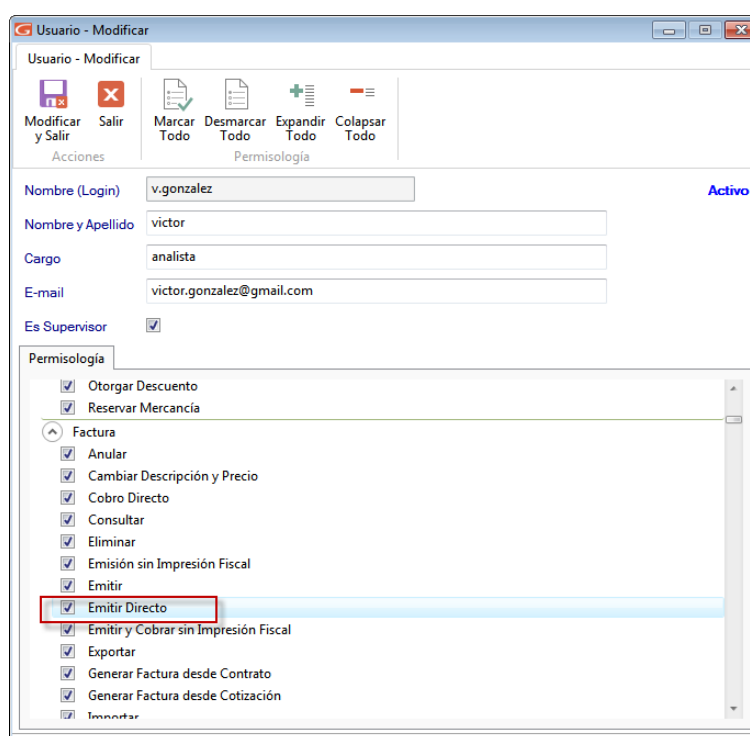 Usuario - Modificar
Usuario - Modificar
Modificar y Salir
Salir
Marcar Todo
Desmarcar Todo
Expandir Todo
Colapsar Todo
Acciones
Permisología
Nombre (Login) v.gonzalez Activo
Nombre y Apellido victor
Cargo analista
E-mail victor.gonzalez@gmail.com
Es Supervisor
Permisología
Otorgar Descuento
Reservar Mercancía
Factura
Anular
Cambiar Descripción y Precio
Cobro Directo
Consultar
Eliminar
Emisión sin Impresión Fiscal
Emitir
Emitir Directo
Emitir y Cobrar sin Impresión Fiscal
Exportar
Generar Factura desde Contrato
Generar Factura desde Cotización
Importar